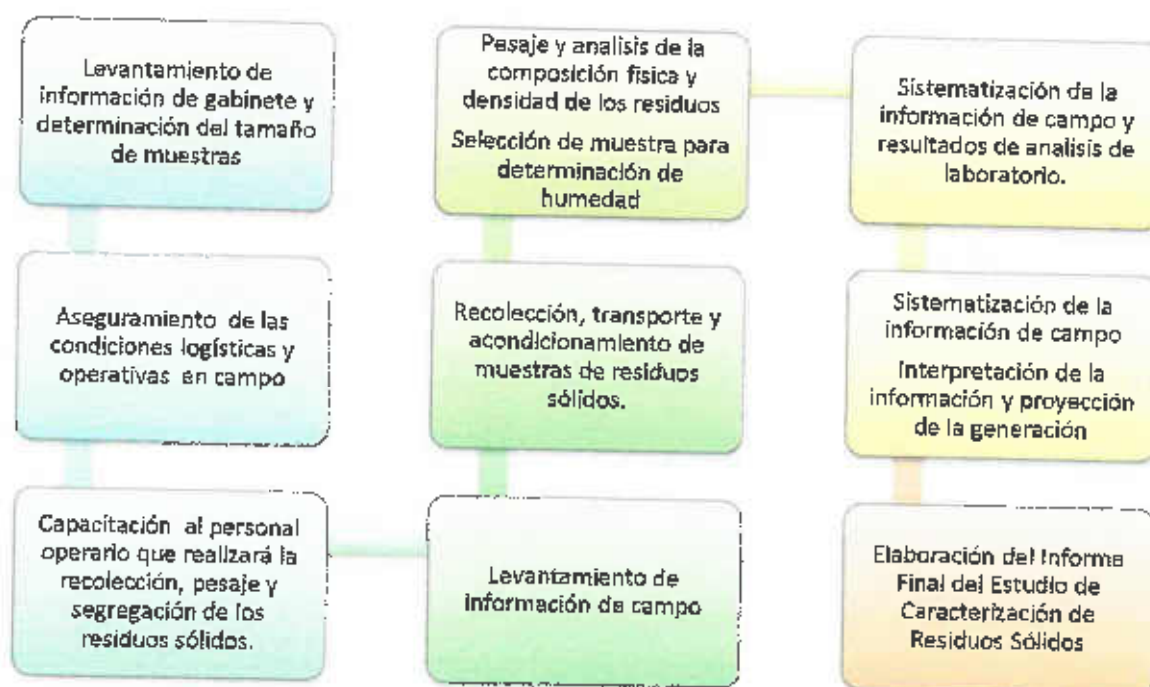 Levantamiento de
información de gabinete y
determinación del tamaño
de muestras
Aseguramiento de las
condiciones logísticas y
operativas en campo
Capacitación al personal
operario que realizará la
recolección, pesaje y
segregación de los
residuos sólidos.
Levantamiento de
información de campo
Recolección, transporte y
acondicionamiento de
muestras de residuos
sólidos.
Pesaje y analisis de la
composición física y
densidad de los residuos
Selección de muestra para
determinación de
humedad
Sistematización de la
información de campo y
resultados de analisis de
laboratorio.
Sistematización de la
información de campo
Interpretación de la
información y proyección
de la generación
Elaboración del Informe
Final del Estudio de
Caracterización de
Residuos Sólidos